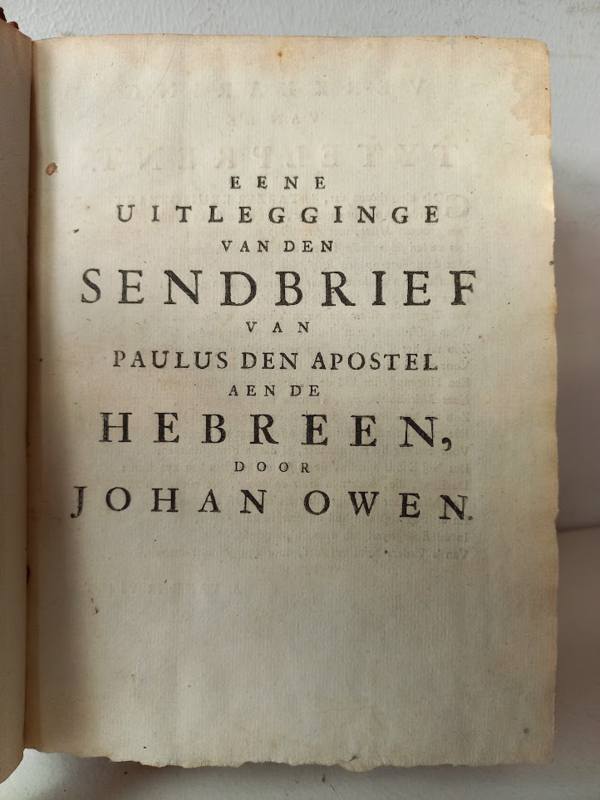 EENE
UITLEGGINGE
VAN DEN
SENDBRIEF
VAN
PAULUS DEN APOSTEL
AEN DE
HEBREEN,
DOOR
JOHAN OWEN.